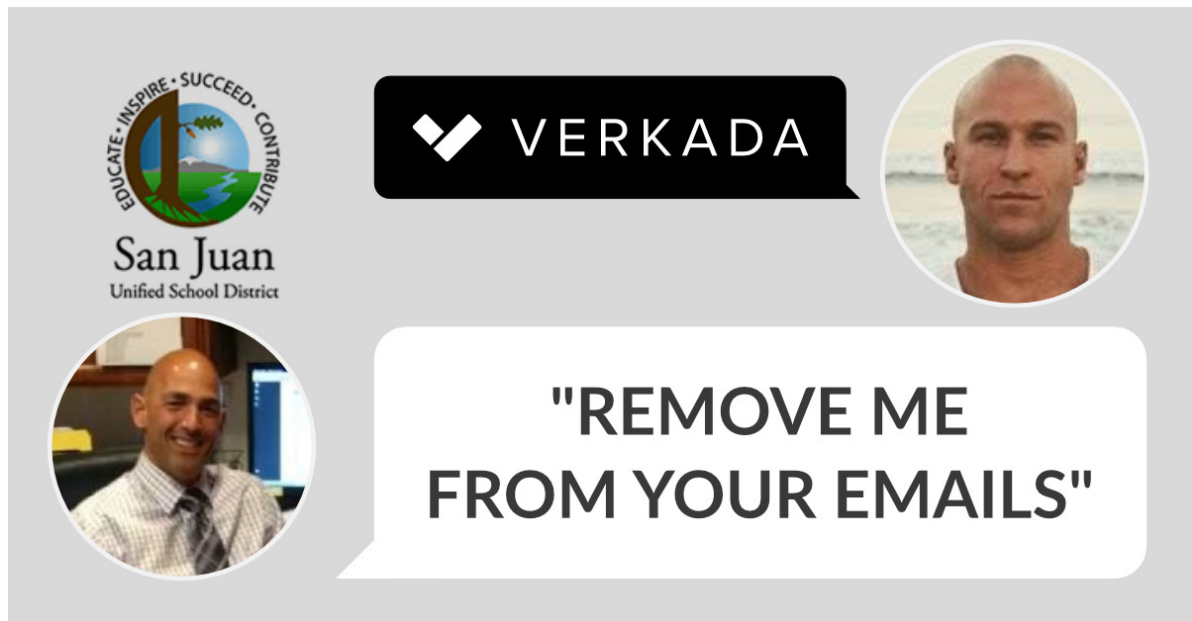 EDUCATE • INSPIRE • SUCCEED • CONTRIBUTE
San Juan
Unified School District
VERKADA
"REMOVE ME
FROM YOUR EMAILS"